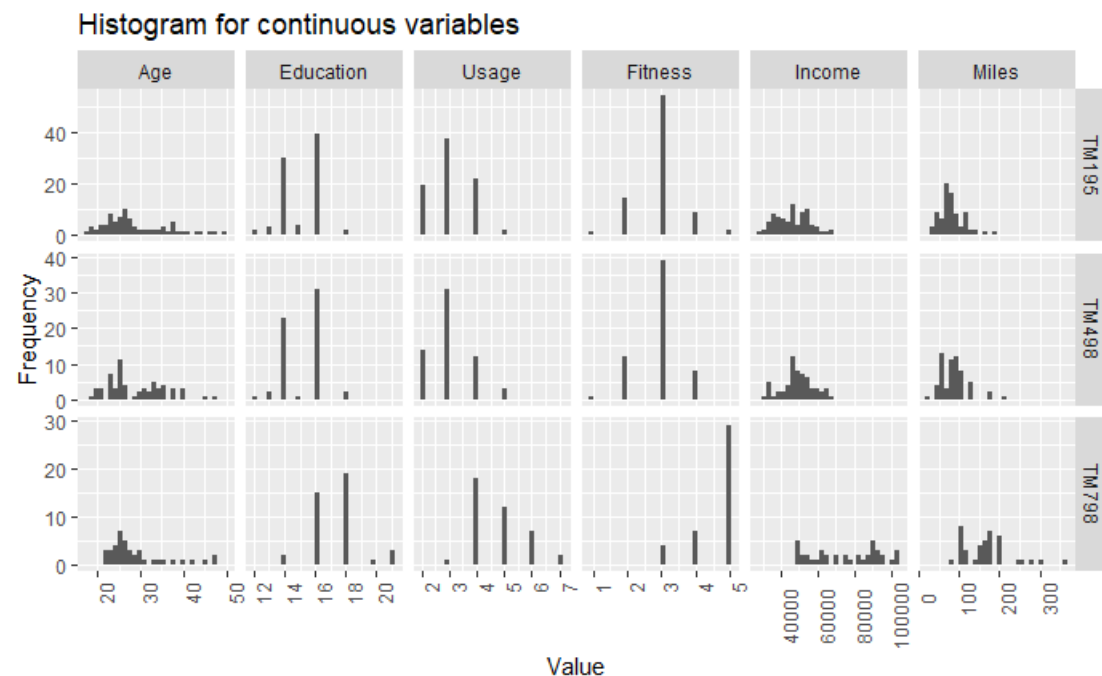 Histogram for continuous variables
Age Education Usage Fitness Income Miles
40
20
0
TM195
Frequency
40
30
20
10
0
TM498
30
20
10
0
TM798
20 30 40 50 12 14 16 18 20 2 3 4 5 6 7 1 2 3 4 5 40000 60000 80000 100000 0 100 200 300
Value